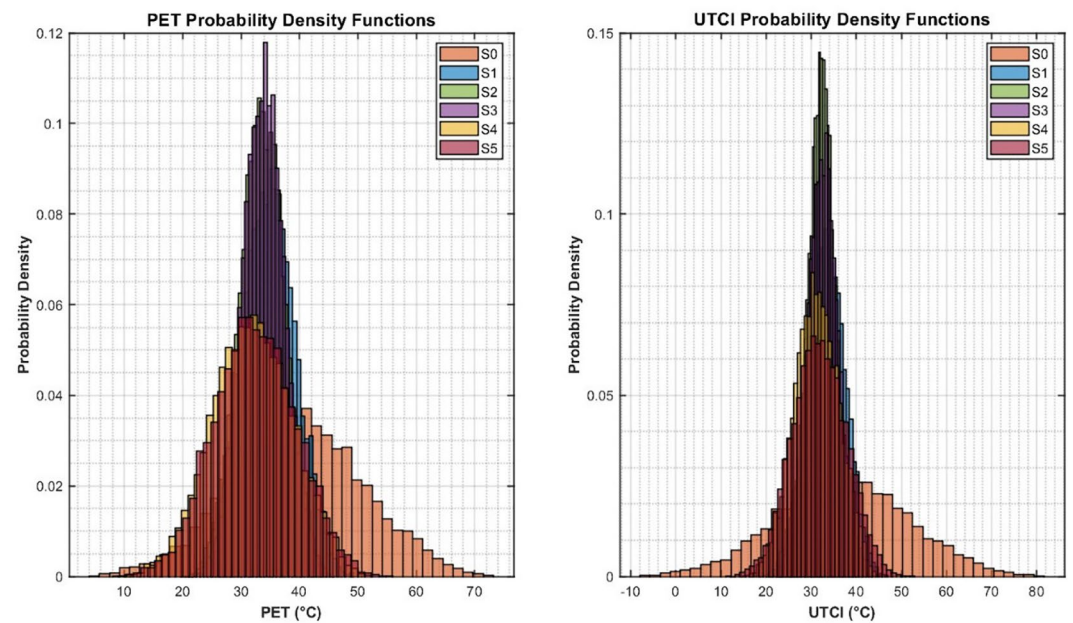 PET Probability Density Functions
0.12
0.1
0.08
0.06
0.04
0.02
0
Probability Density
10 20 30 40 50 60 70
PET (°C)
S0
S1
S2
S3
S4
S5
UTCI Probability Density Functions
0.15
0.1
0.05
0
Probability Density
-10 0 10 20 30 40 50 60 70 80
UTCI (°C)
S0
S1
S2
S3
S4
S5